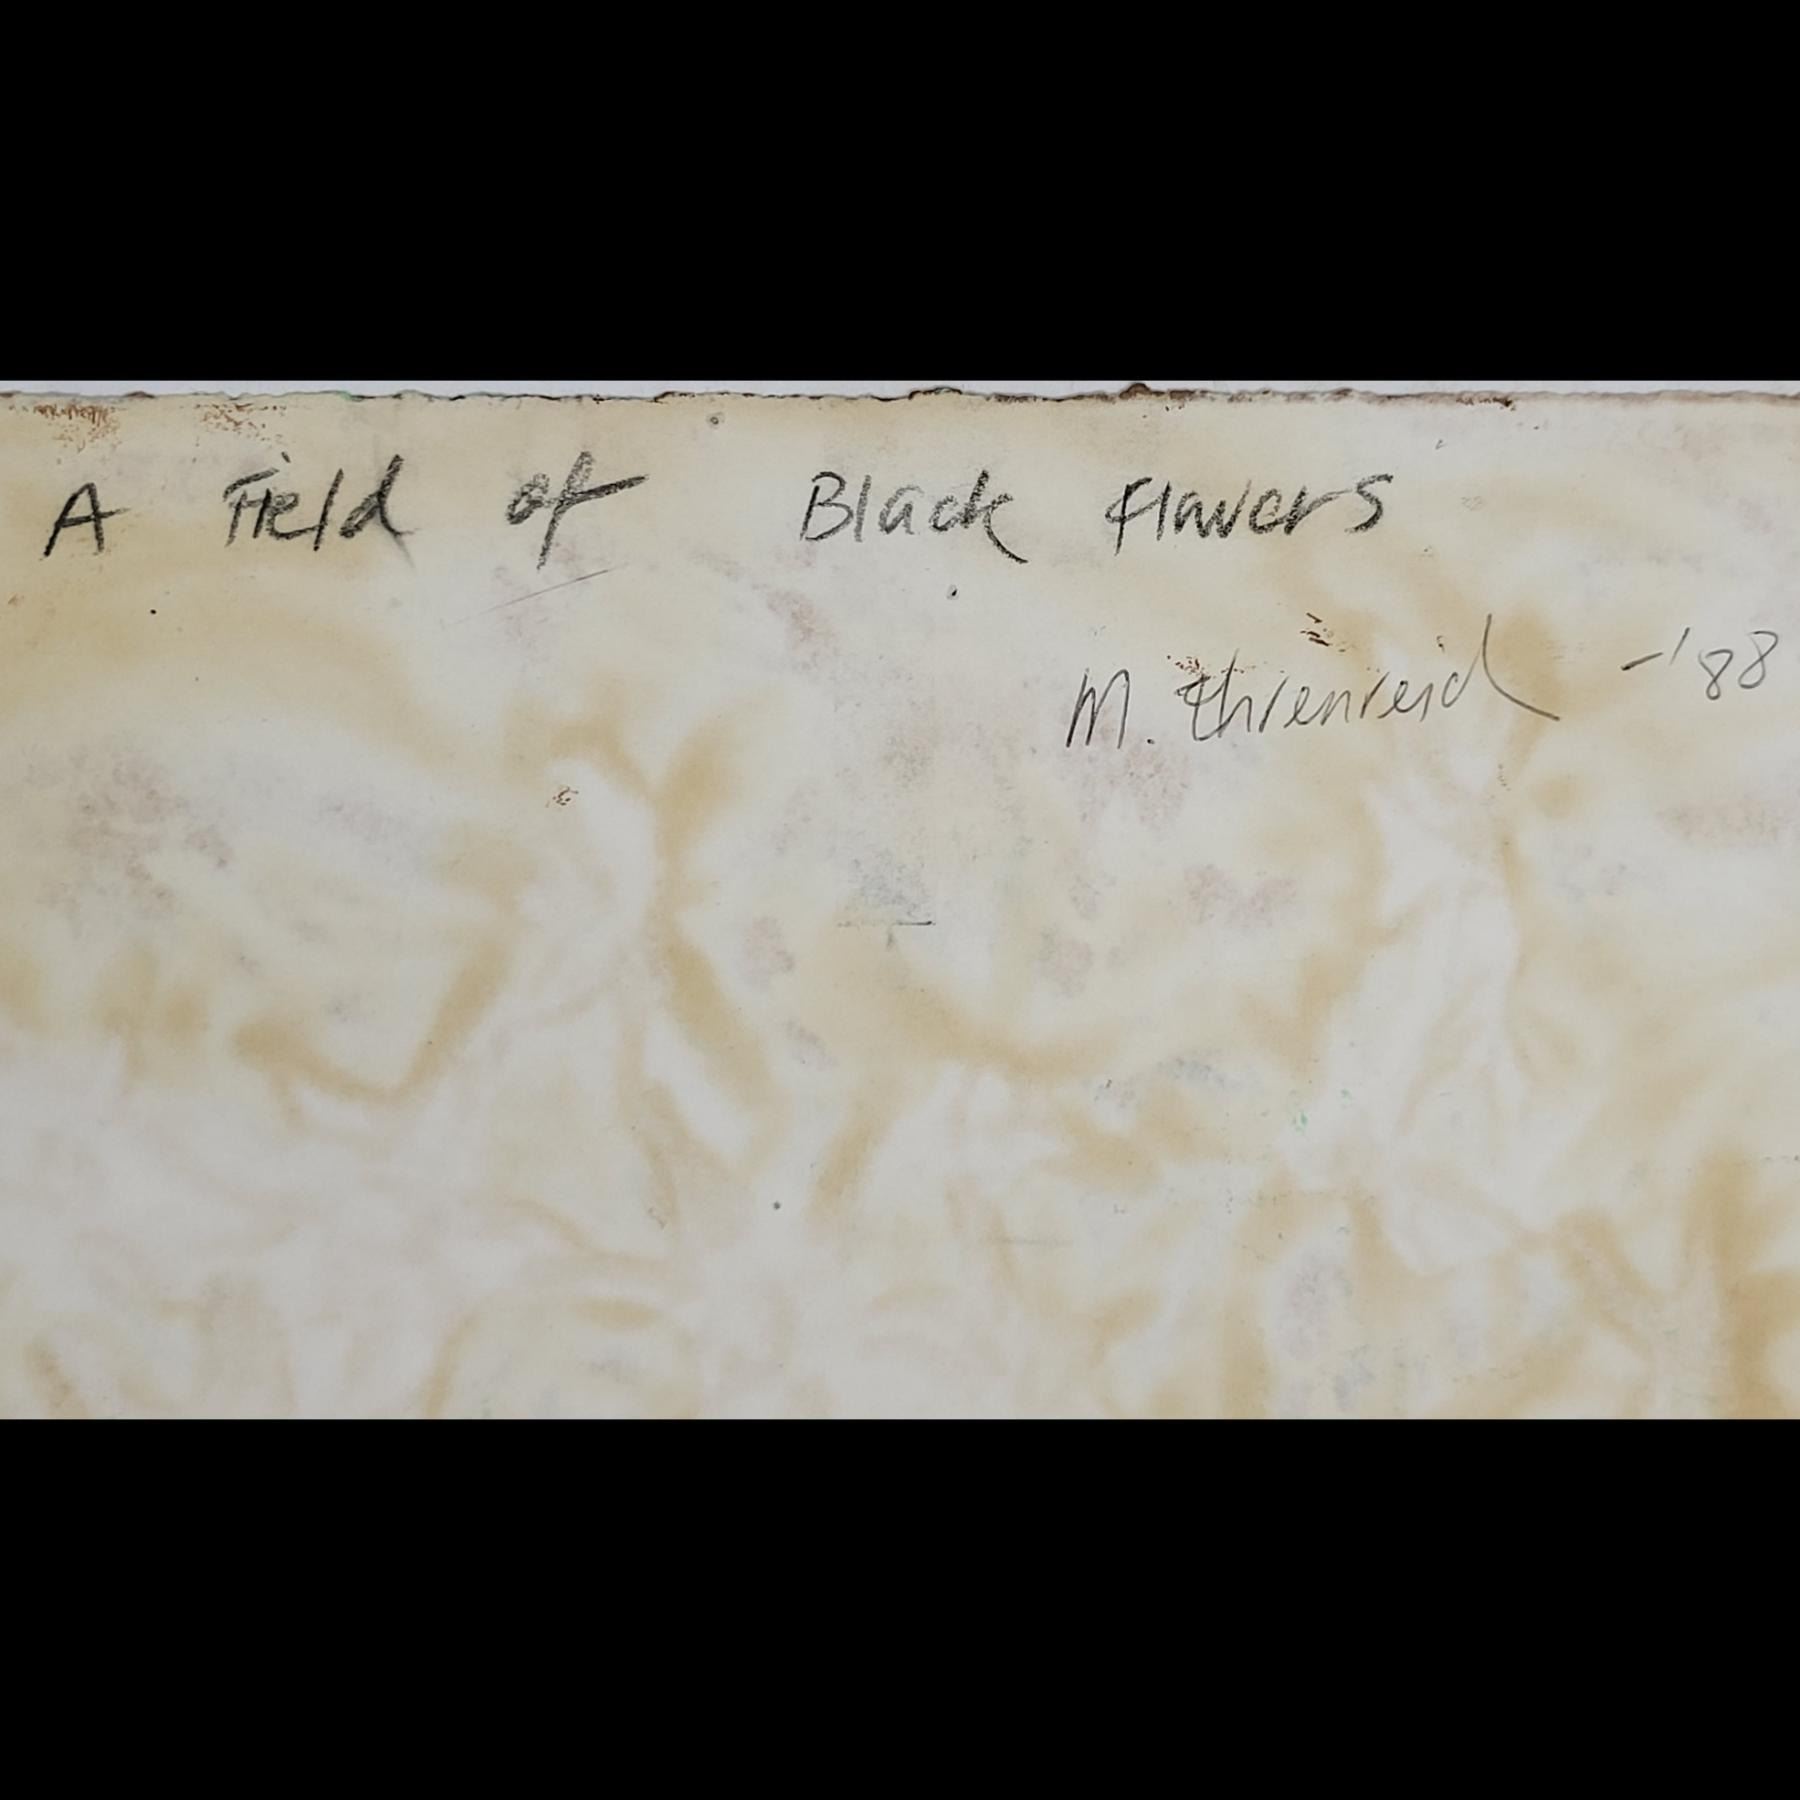 A Field of Black flowers
M. Ehrenreich -'88